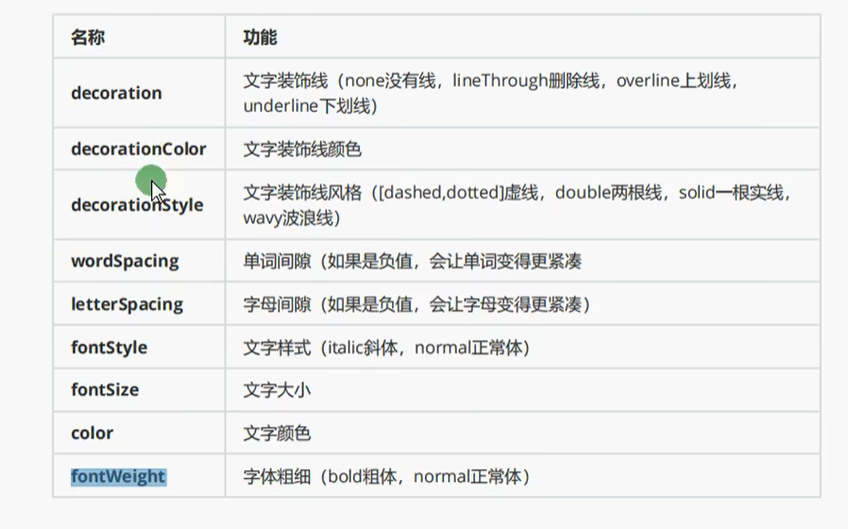 名称 功能
decoration 文字装饰线（none没有线，lineThrough删除线，overline上划线，
underline下划线）
decorationColor 文字装饰线颜色
decorationStyle 文字装饰线风格（[dashed,dotted]虚线，double两根线，solid一根实线，
wavy波浪线）
wordSpacing 单词间隙（如果是负值，会让单词变得更紧凑
letterSpacing 字母间隙（如果是负值，会让字母变得更紧凑）
fontStyle 文字样式（italic斜体，normal正常体）
fontSize 文字大小
color 文字颜色
fontWeight 字体粗细（bold粗体，normal正常体）